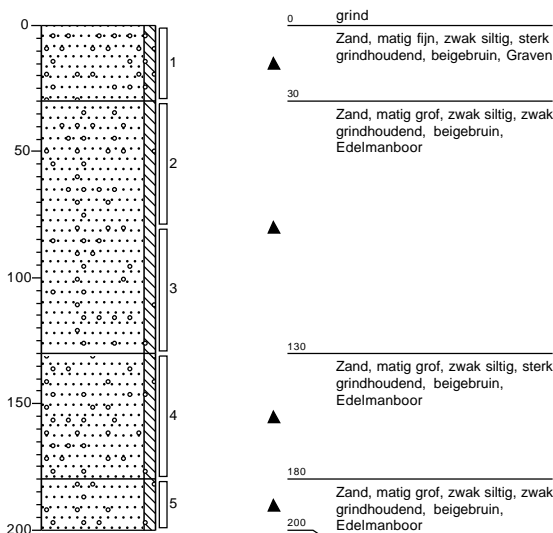 0
50
100
150
200
1
2
3
4
5
0 grind
Zand, matig fijn, zwak siltig, sterk
grindhoudend, beigebruin, Graven
30
Zand, matig grof, zwak siltig, zwak
grindhoudend, beigebruin,
Edelmanboor
130
Zand, matig grof, zwak siltig, sterk
grindhoudend, beigebruin,
Edelmanboor
180
Zand, matig grof, zwak siltig, zwak
grindhoudend, beigebruin,
200 Edelmanboor